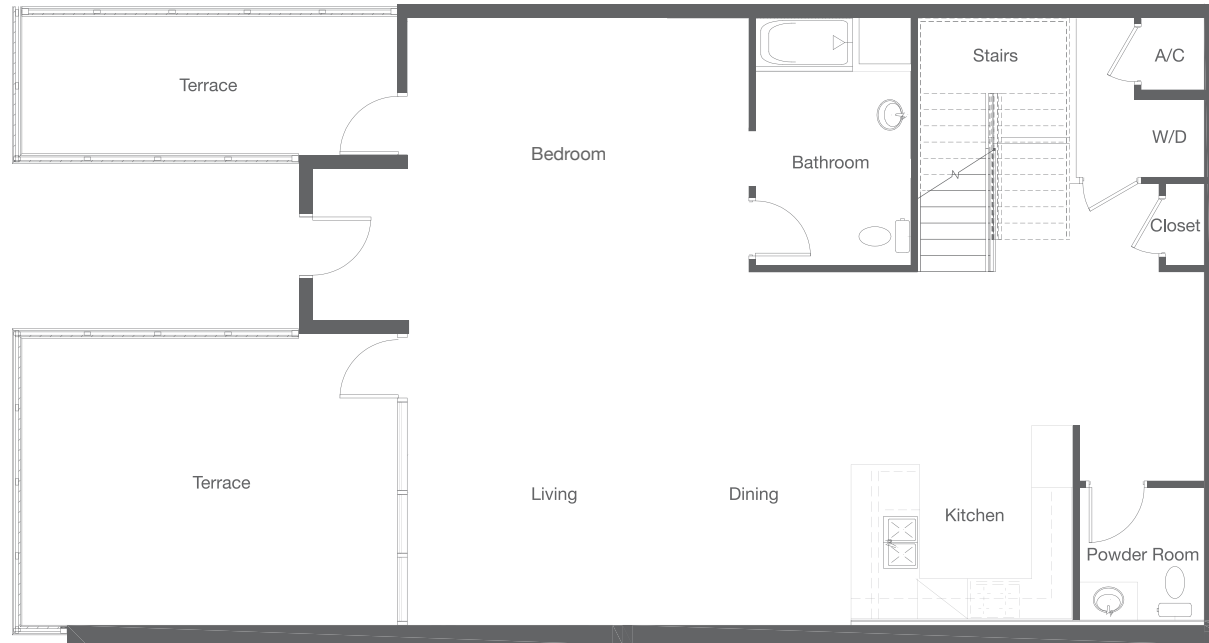 Stairs
A/C
Terrace
W/D
Bedroom
Bathroom
Closet
Terrace
Living
Dining
Kitchen
Powder Room